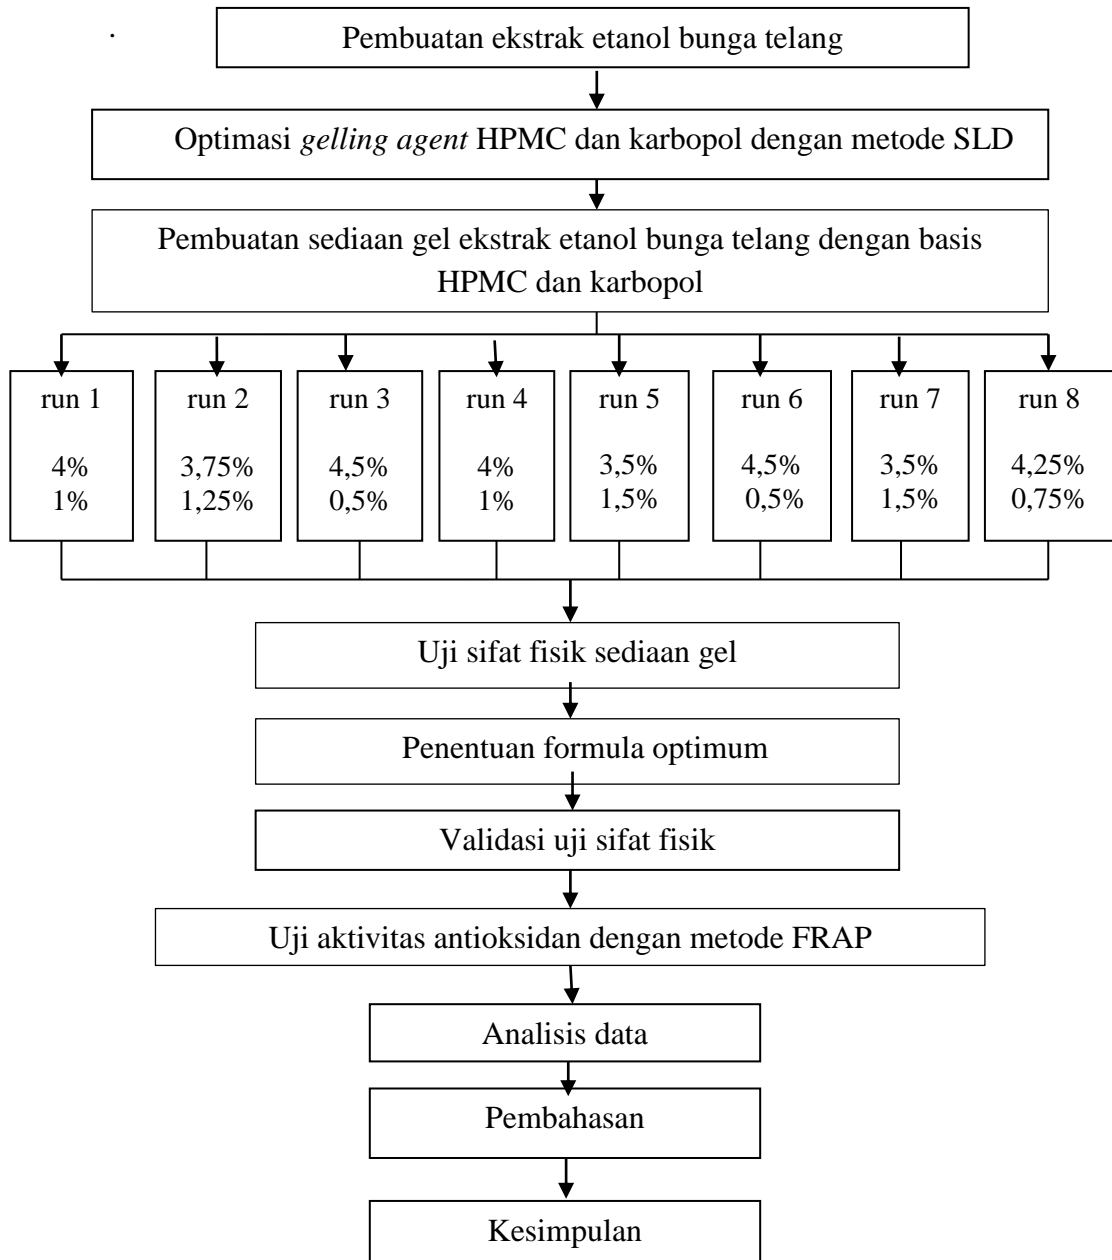 Pembuatan ekstrak etanol bunga telang
Optimasi gelling agent HPMC dan karbopol dengan metode SLD
Pembuatan sediaan gel ekstrak etanol bunga telang dengan basis
HPMC dan karbopol
run 1
4%
1%
run 2
3,75%
1,25%
run 3
4,5%
0,5%
run 4
4%
1%
run 5
3,5%
1,5%
run 6
4,5%
0,5%
run 7
3,5%
1,5%
run 8
4,25%
0,75%
Uji sifat fisik sediaan gel
Penentuan formula optimum
Validasi uji sifat fisik
Uji aktivitas antioksidan dengan metode FRAP
Analisis data
Pembahasan
Kesimpulan